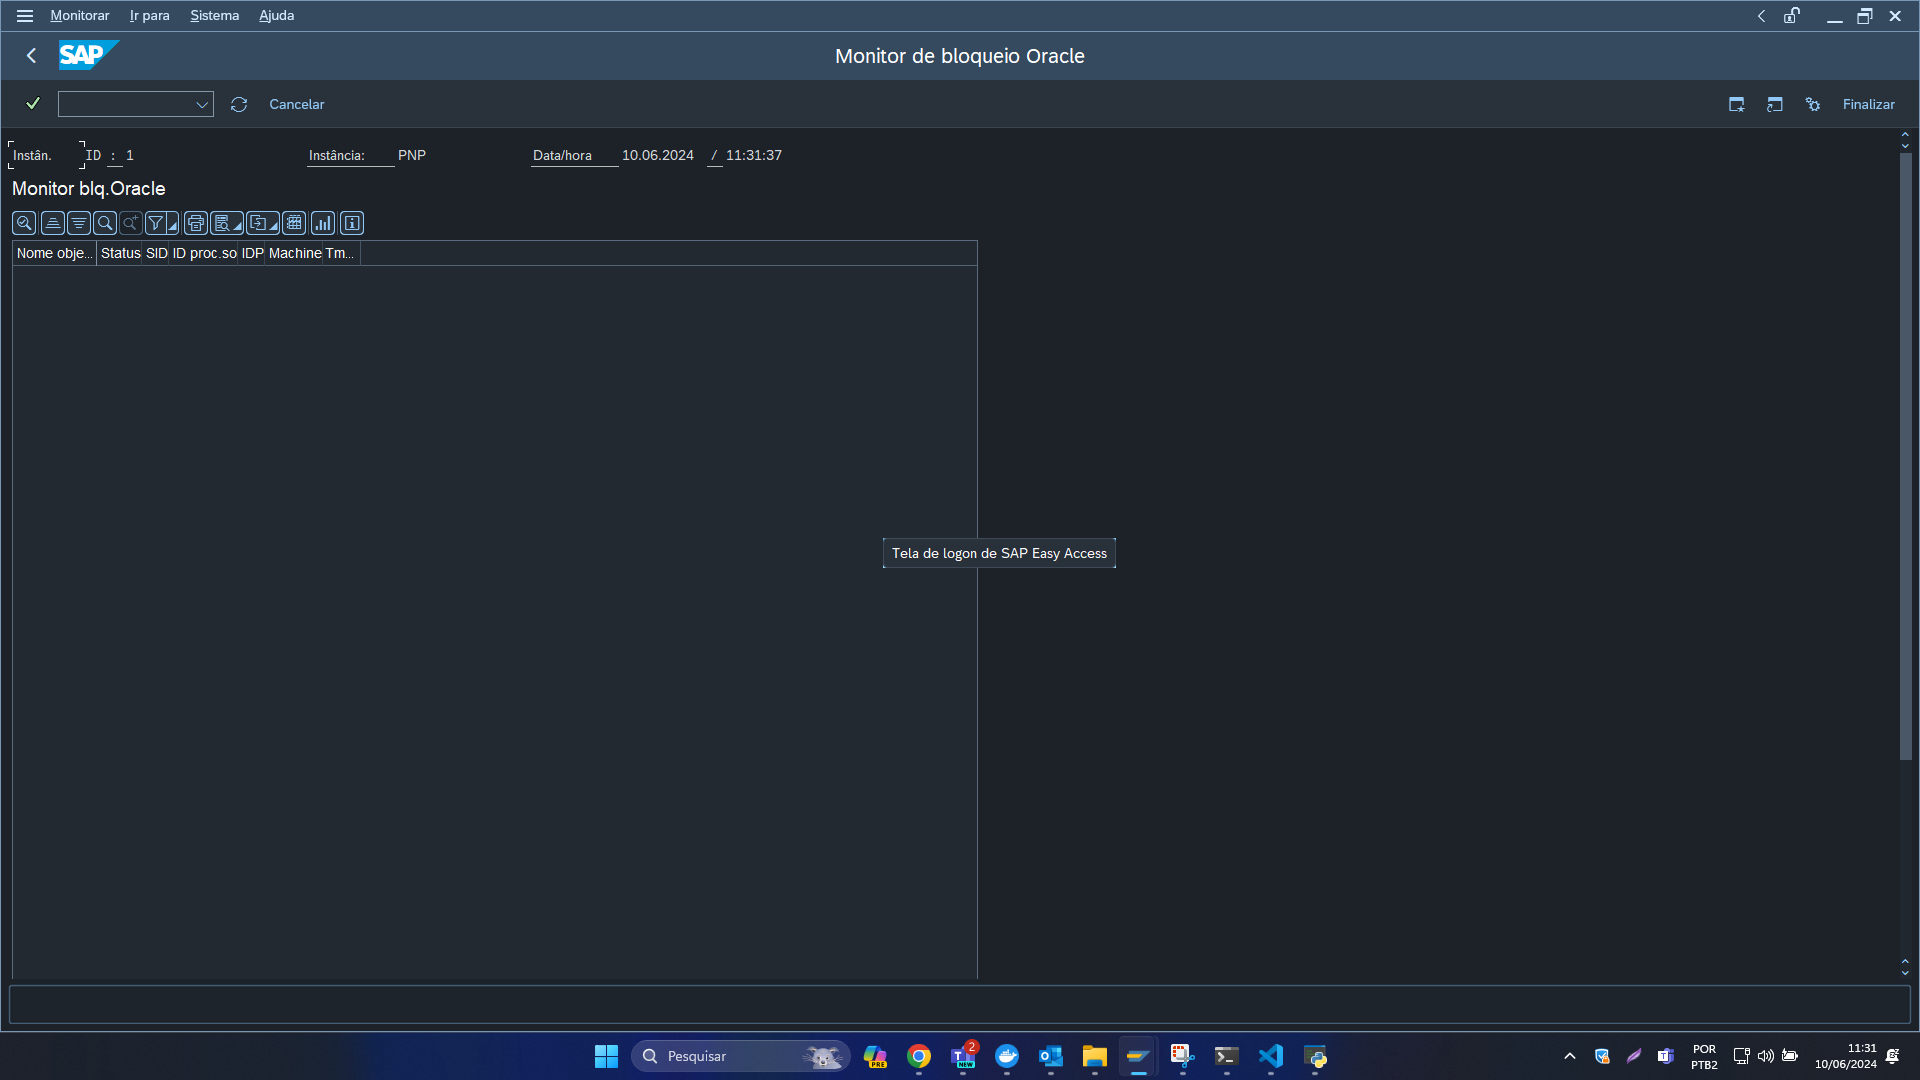 Monitorar Ir para Sistema Ajuda
SAP Monitor de bloqueio Oracle
Cancelar Finalizar
Instân. ID : 1 Instância: PNP Data/hora 10.06.2024 / 11:31:37
Monitor blq.Oracle
Nome obje... Status SID ID proc.so IDP Machine Tm...
Tela de logon de SAP Easy Access
Pesquisar PRE 2 T NEW POR 11:31
PTB2 10/06/2024